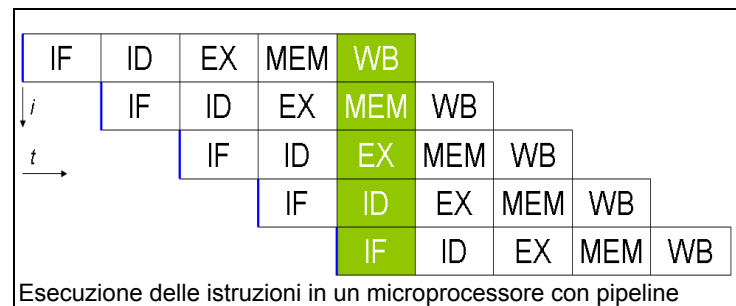 IF ID EX MEM WB
i IF ID EX MEM WB
t IF ID EX MEM WB
IF ID EX MEM WB
IF ID EX MEM WB
Esecuzione delle istruzioni in un microprocessore con pipeline